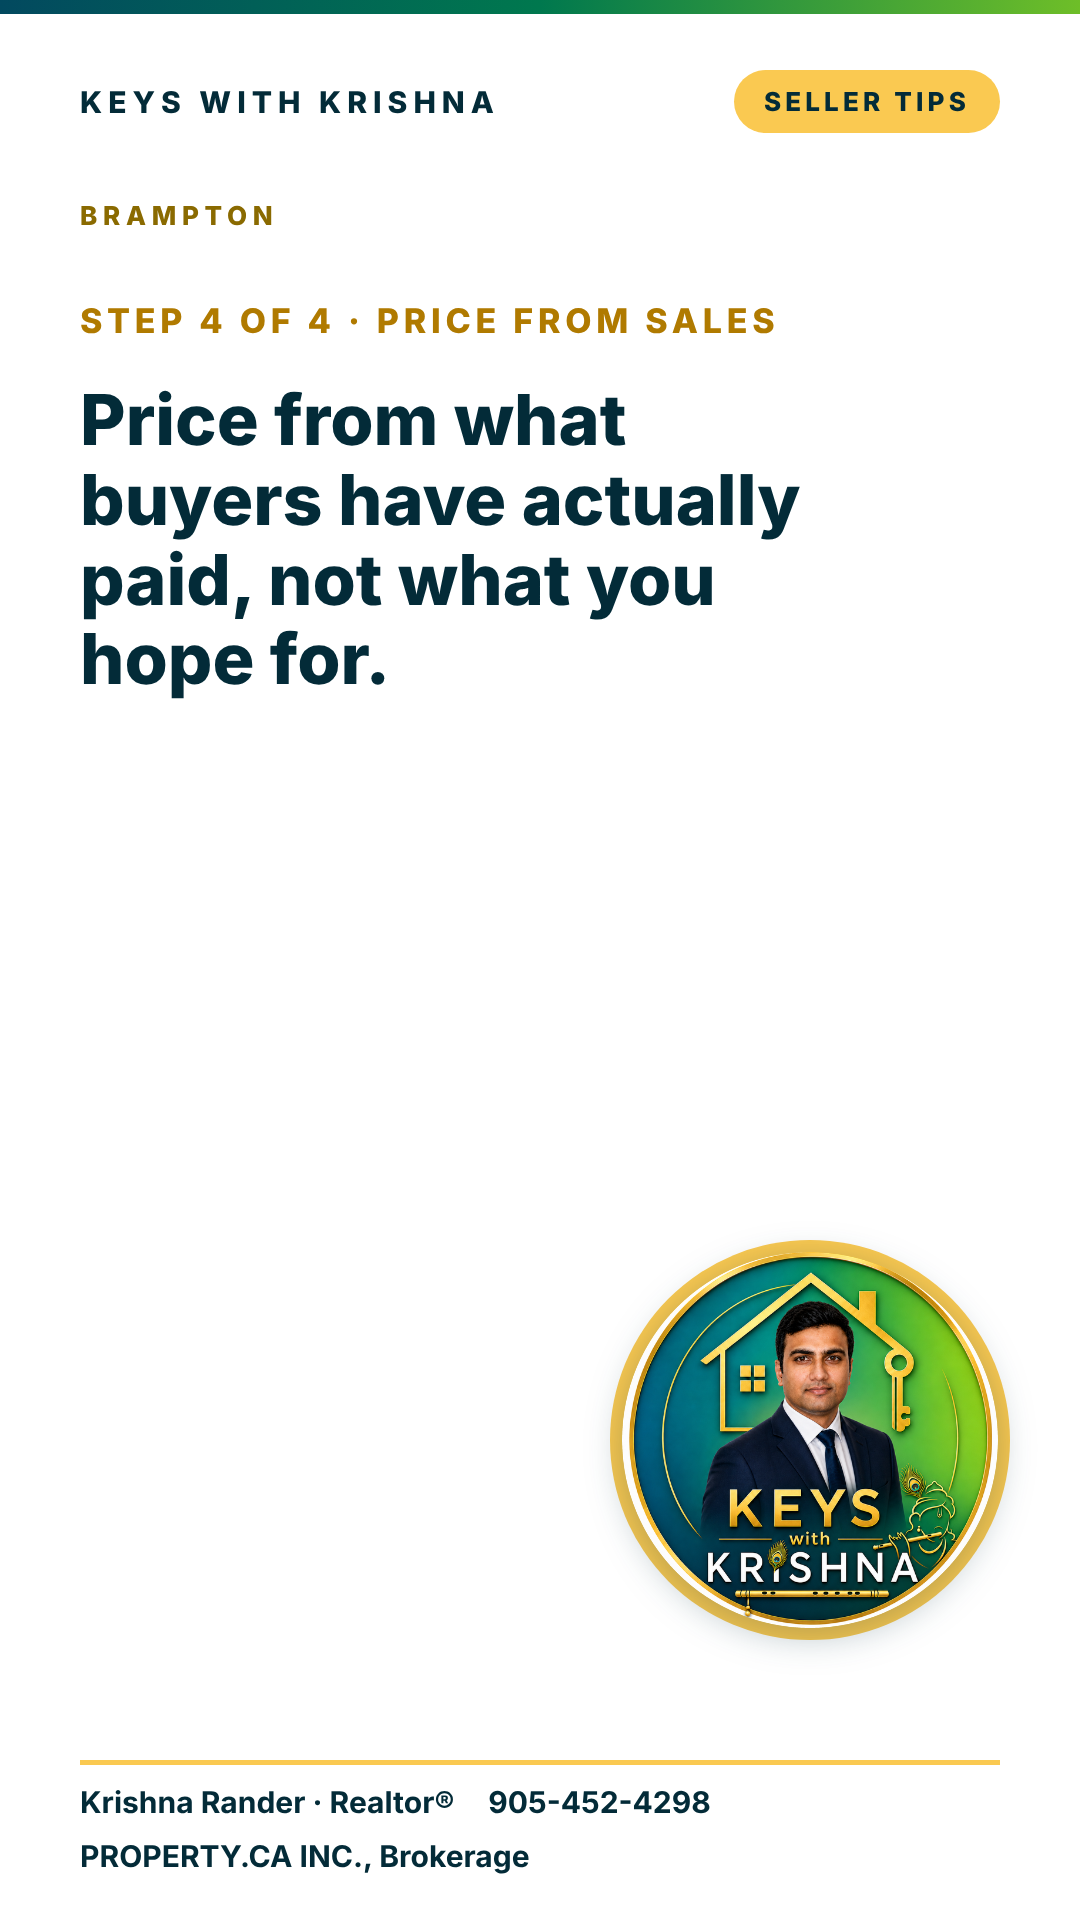 KEYS WITH KRISHNA
SELLER TIPS
BRAMPTON
STEP 4 OF 4 · PRICE FROM SALES
Price from what
buyers have actually
paid, not what you
hope for.
KEYS
with
KRISHNA
Krishna Rander · Realtor® 905-452-4298
PROPERTY.CA INC., Brokerage